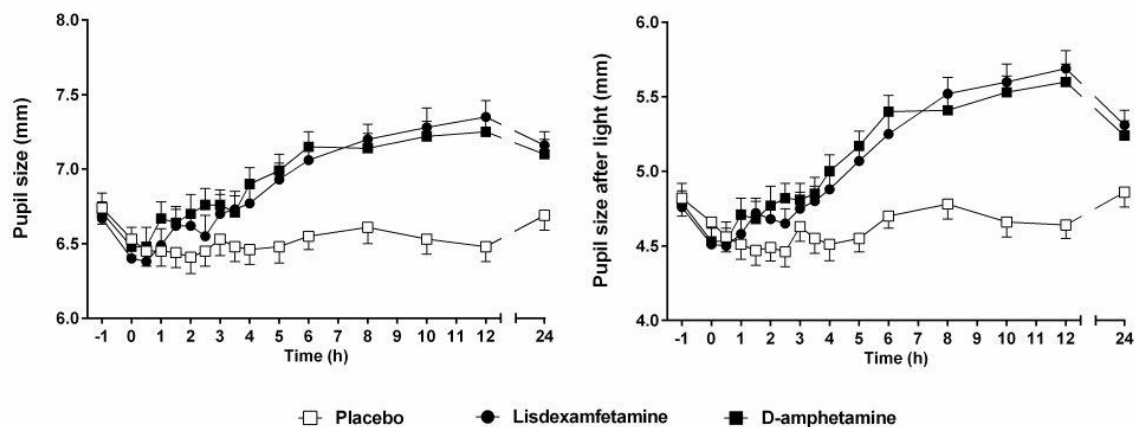 8.0
7.5
7.0
6.5
6.0
Pupil size (mm)
-1 0 1 2 3 4 5 6 7 8 9 10 11 12 24
Time (h)
6.0
5.5
5.0
4.5
4.0
Pupil size after light (mm)
-1 0 1 2 3 4 5 6 7 8 9 10 11 12 24
Time (h)
Placebo Lisdexamfetamine D-amphetamine